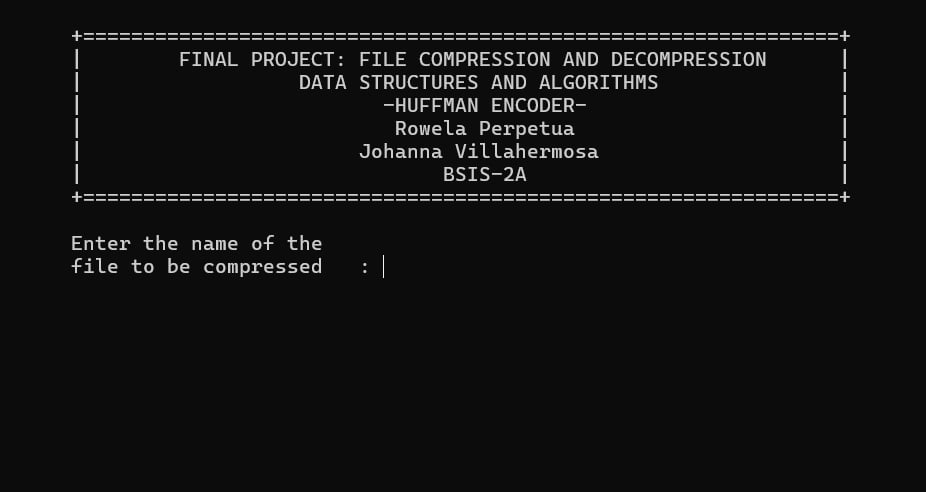 +===============================================================+
|        FINAL PROJECT: FILE COMPRESSION AND DECOMPRESSION      |
|                  DATA STRUCTURES AND ALGORITHMS               |
|                         -HUFFMAN ENCODER-                     |
|                          Rowela Perpetua                      |
|                       Johanna Villahermosa                    |
|                              BSIS-2A                          |
+===============================================================+
Enter the name of the
file to be compressed   :